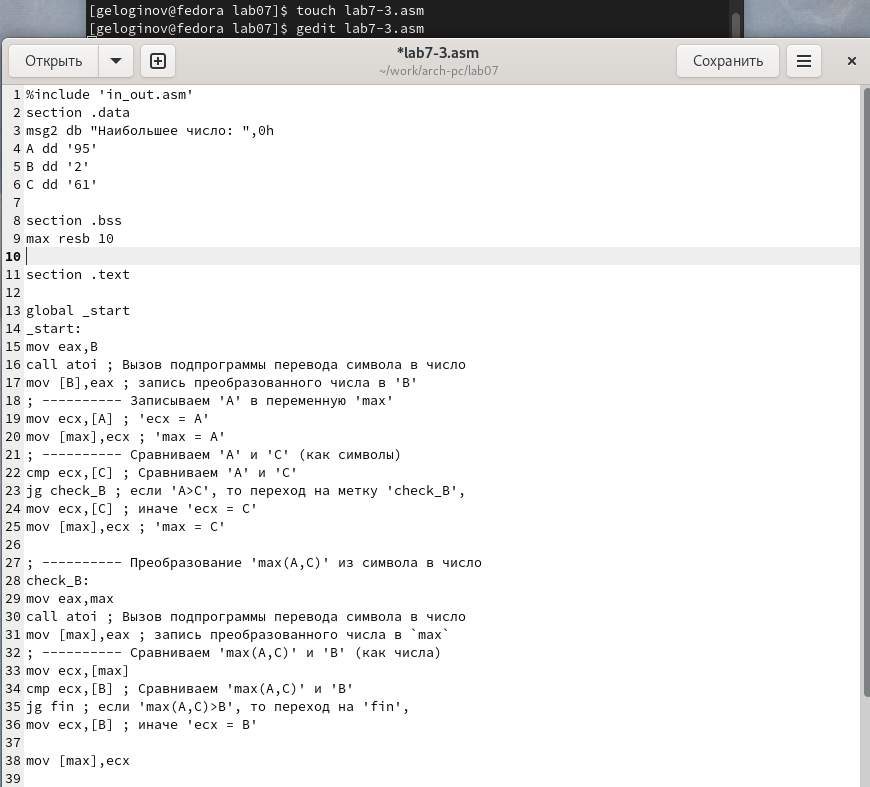 [geloginov@fedora lab07]$ touch lab7-3.asm
[geloginov@fedora lab07]$ gedit lab7-3.asm
Открыть
*lab7-3.asm
~/work/arch-pc/lab07
Сохранить
1 %include 'in_out.asm'
2 section .data
3 msg2 db "Наибольшее число: ",0h
4 A dd '95'
5 B dd '2'
6 C dd '61'
7
8 section .bss
9 max resb 10
10
11 section .text
12
13 global _start
14 _start:
15 mov eax,B
16 call atoi ; Вызов подпрограммы перевода символа в число
17 mov [B],eax ; запись преобразованного числа в 'B'
18 ; ---------- Записываем 'A' в переменную 'max'
19 mov ecx,[A] ; 'ecx = A'
20 mov [max],ecx ; 'max = A'
21 ; ---------- Сравниваем 'A' и 'C' (как символы)
22 cmp ecx,[C] ; Сравниваем 'A' и 'C'
23 jg check_B ; если 'A>C', то переход на метку 'check_B',
24 mov ecx,[C] ; иначе 'ecx = C'
25 mov [max],ecx ; 'max = C'
26
27 ; ---------- Преобразование 'max(A,C)' из символа в число
28 check_B:
29 mov eax,max
30 call atoi ; Вызов подпрограммы перевода символа в число
31 mov [max],eax ; запись преобразованного числа в `max`
32 ; ---------- Сравниваем 'max(A,C)' и 'B' (как числа)
33 mov ecx,[max]
34 cmp ecx,[B] ; Сравниваем 'max(A,C)' и 'B'
35 jg fin ; если 'max(A,C)>B', то переход на 'fin',
36 mov ecx,[B] ; иначе 'ecx = B'
37
38 mov [max],ecx
39